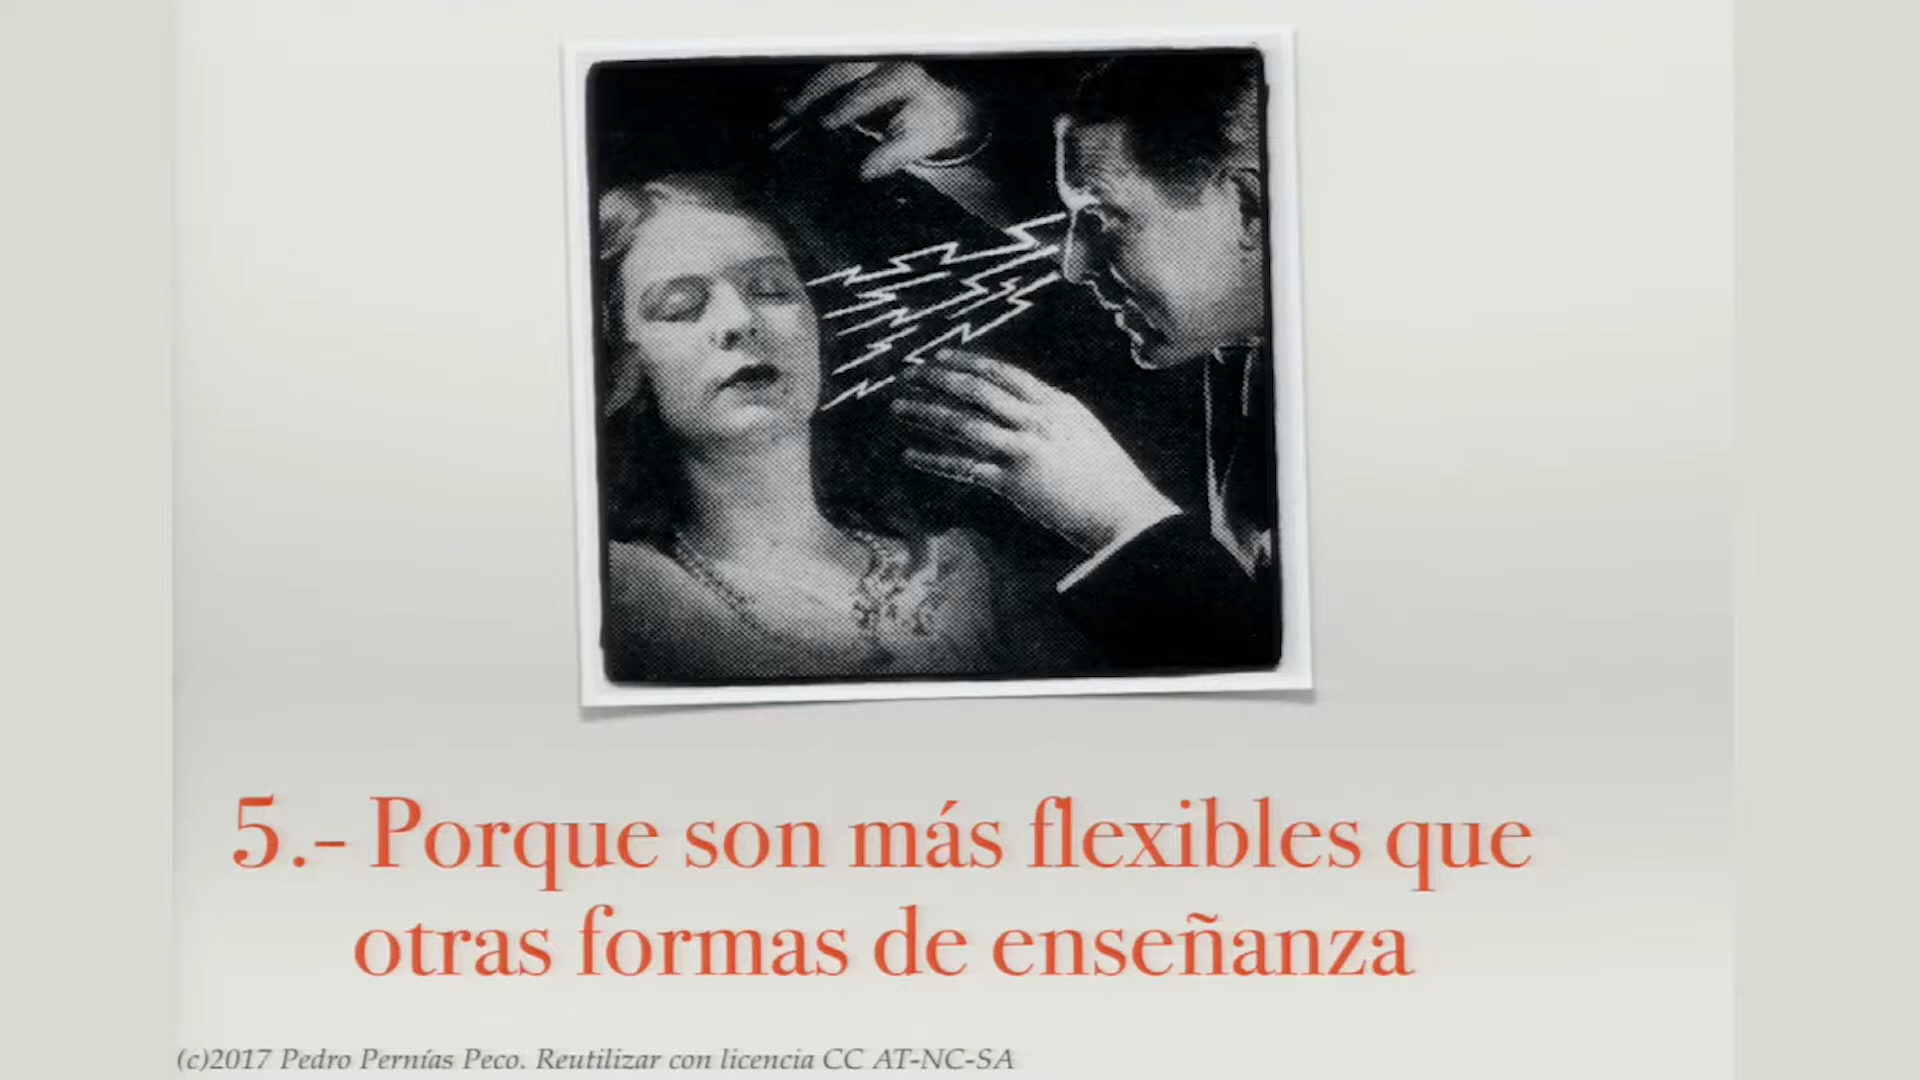 5.- Porque son más flexibles que
otras formas de enseñanza
(c)2017 Pedro Pernías Peco. Reutilizar con licencia CC AT-NC-SA